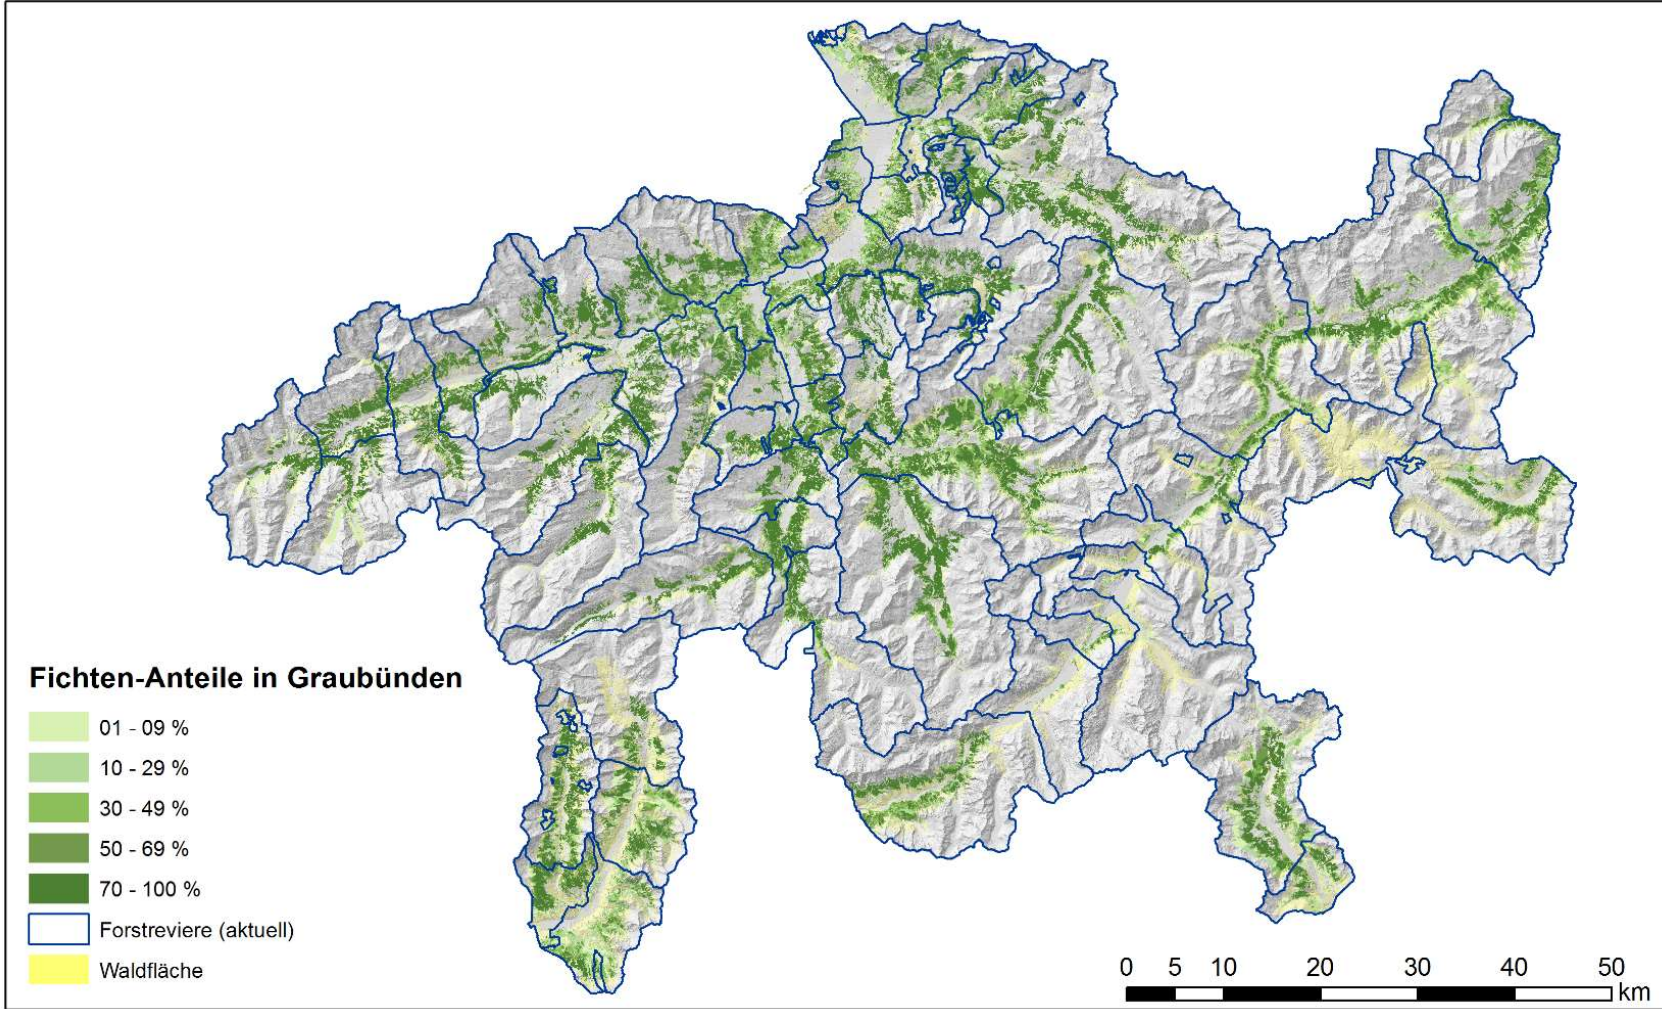 Fichten-Anteile in Graubünden
01 - 09 %
10 - 29 %
30 - 49 %
50 - 69 %
70 - 100 %
Forstreviere (aktuell)
Waldfläche
0 5 10 20 30 40 50
km